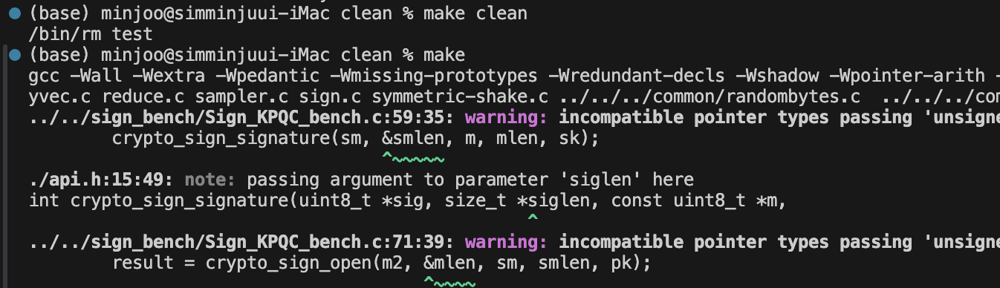 (base) minjoo@simminjuui-iMac clean % make clean
/bin/rm test
(base) minjoo@simminjuui-iMac clean % make
gcc -Wall -Wextra -Wpedantic -Wmissing-prototypes -Wredundant-decls -Wshadow -Wpointer-arith -
yvec.c reduce.c sampler.c sign.c symmetric-shake.c ../../../common/randombytes.c ../../../com
../../sign_bench/Sign_KPQC_bench.c:59:35: warning: incompatible pointer types passing 'unsigne
crypto_sign_signature(sm, &smlen, m, mlen, sk);
^~~~~~
./api.h:15:49: note: passing argument to parameter 'siglen' here
int crypto_sign_signature(uint8_t *sig, size_t *siglen, const uint8_t *m,
^
../../sign_bench/Sign_KPQC_bench.c:71:39: warning: incompatible pointer types passing 'unsigne
result = crypto_sign_open(m2, &mlen, sm, smlen, pk);
^~~~~